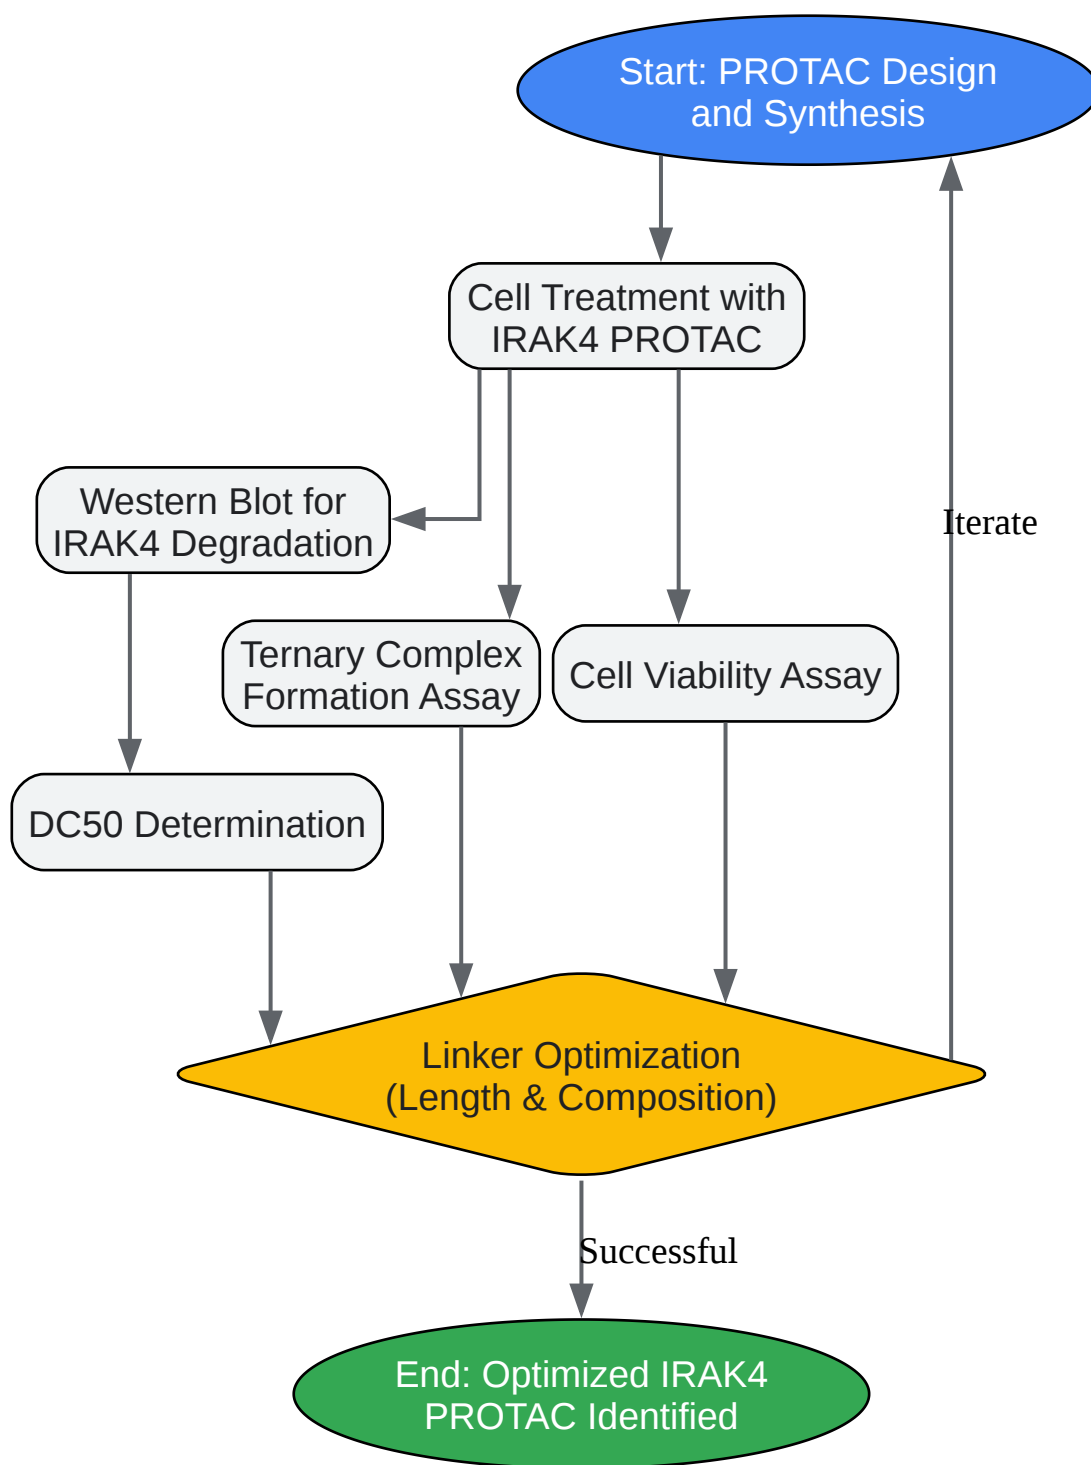 Start: PROTAC Design
and Synthesis
Cell Treatment with
IRAK4 PROTAC
Western Blot for
IRAK4 Degradation
Iterate
Ternary Complex
Formation Assay
Cell Viability Assay
DC50 Determination
Linker Optimization
(Length & Composition)
Successful
End: Optimized IRAK4
PROTAC Identified